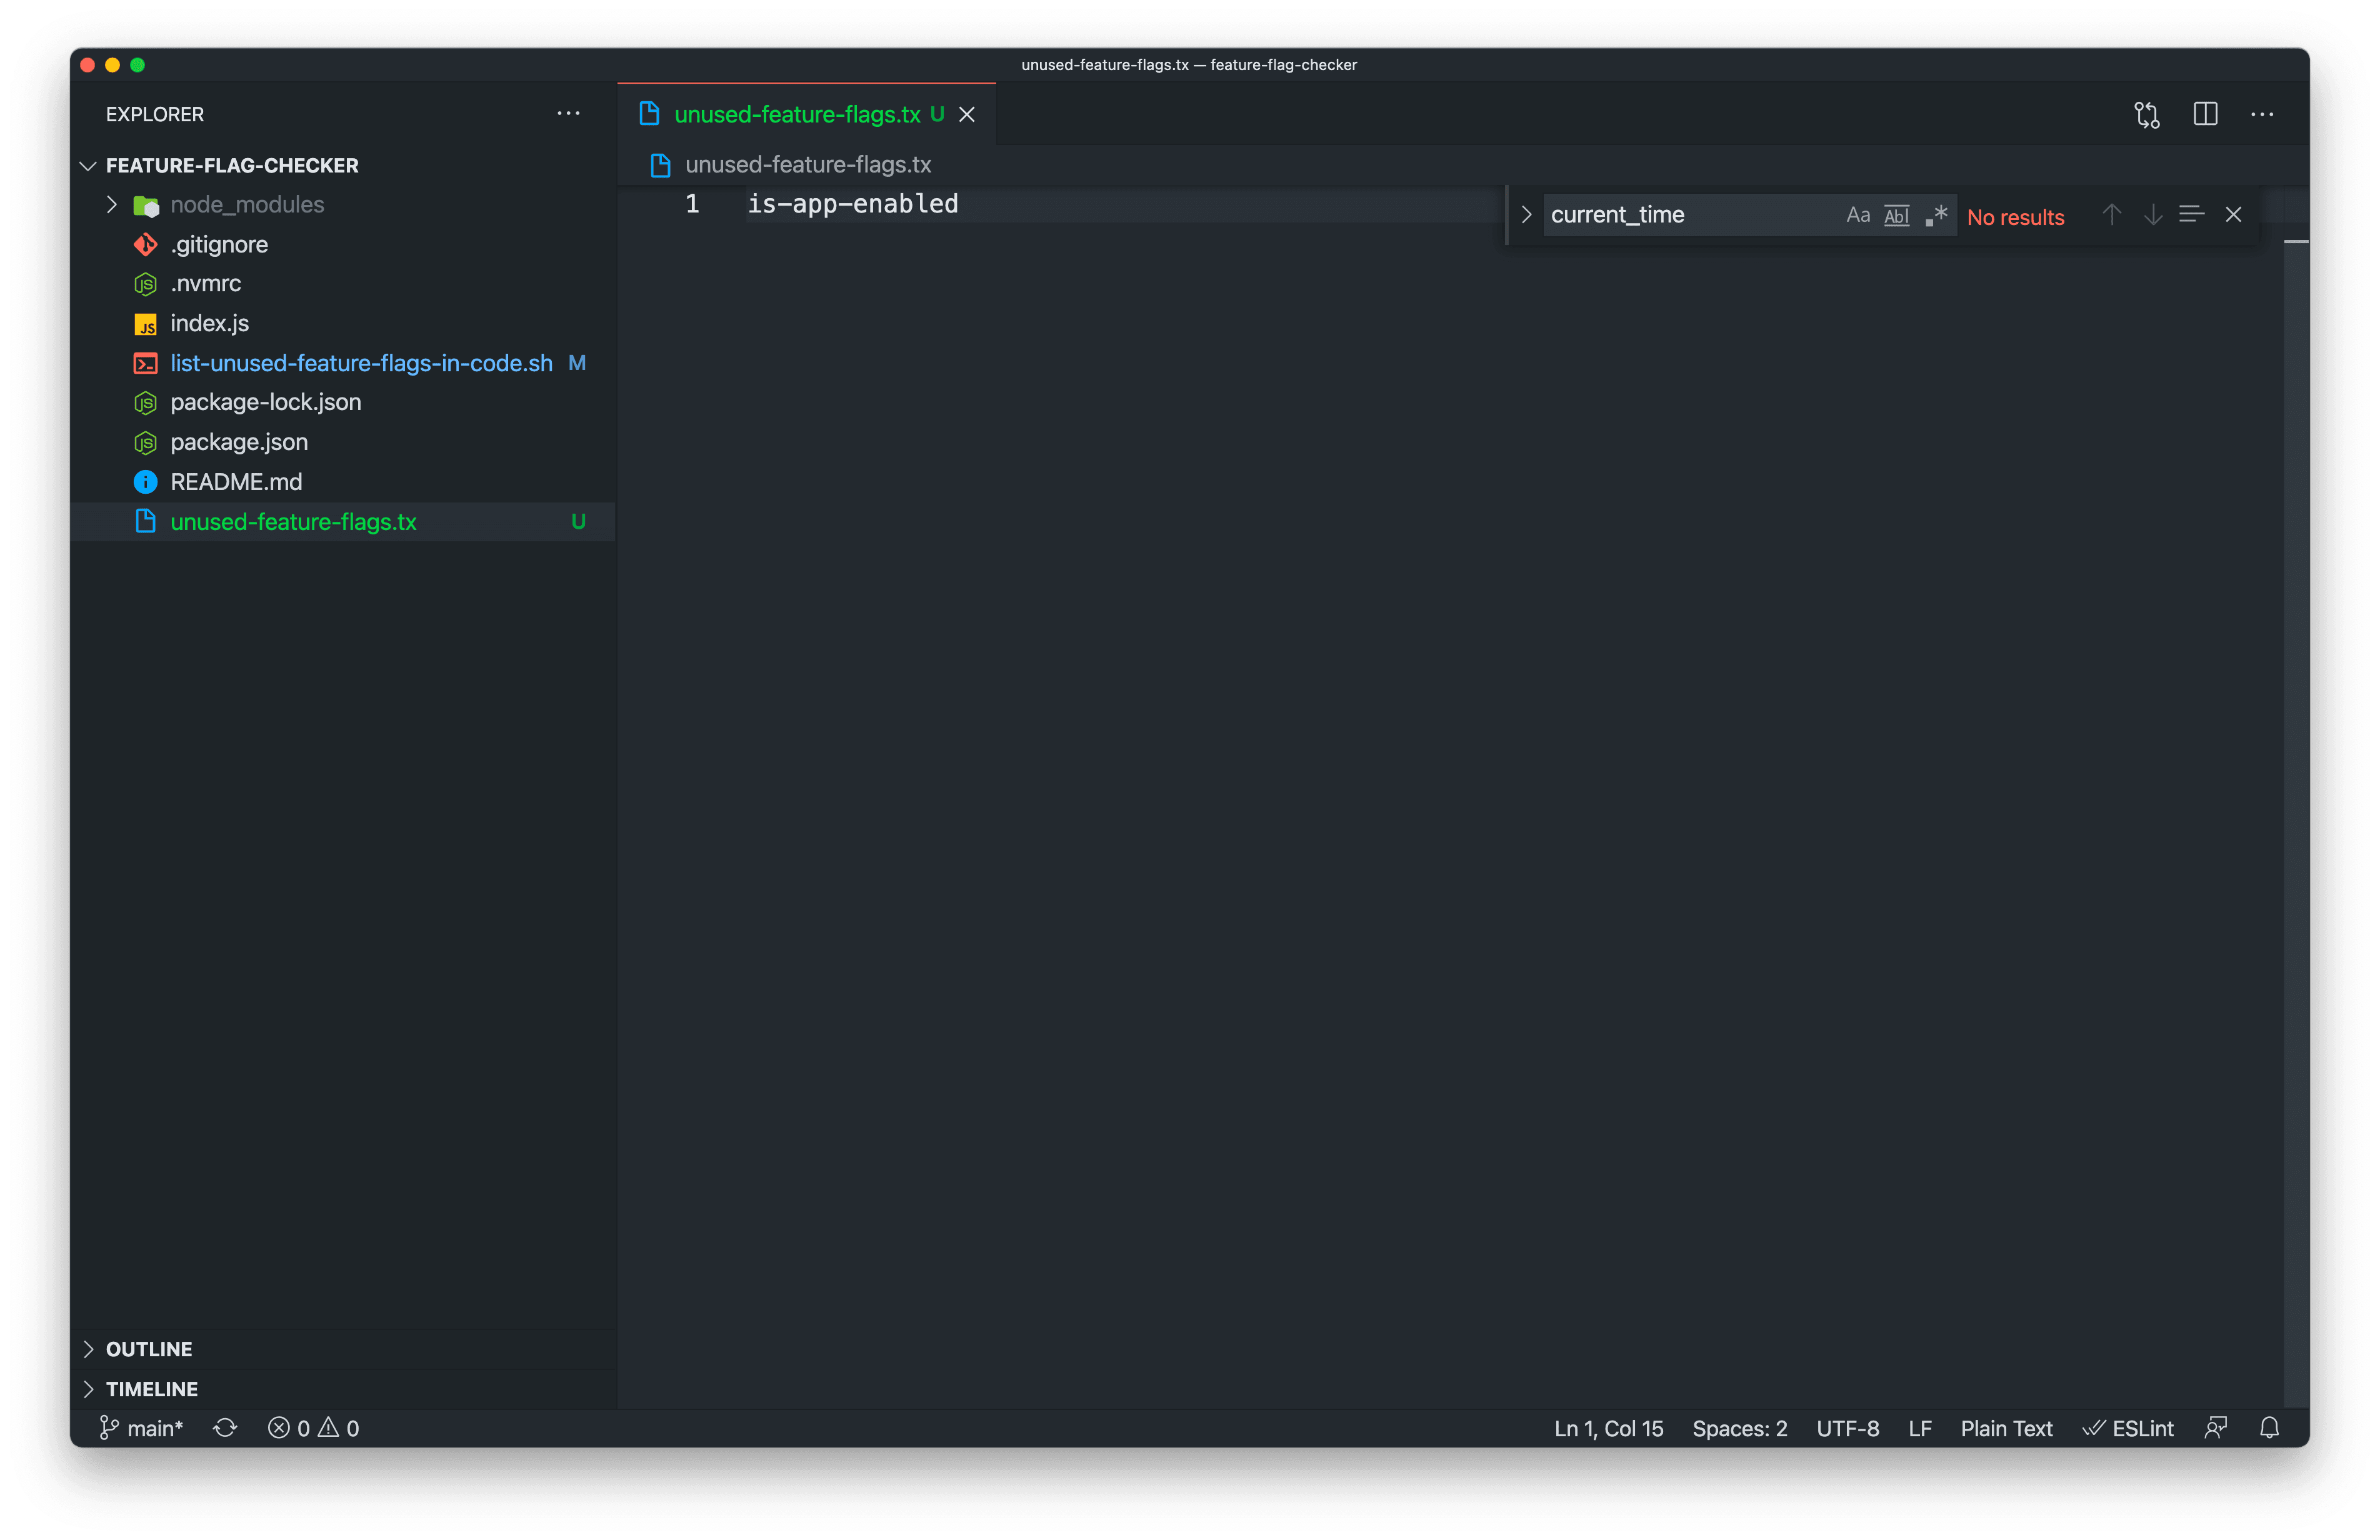 unused-feature-flags.tx — feature-flag-checker
EXPLORER
FEATURE-FLAG-CHECKER
node_modules
.gitignore
.nvmrc
JS index.js
list-unused-feature-flags-in-code.sh M
package-lock.json
package.json
README.md
unused-feature-flags.tx U
OUTLINE
TIMELINE
unused-feature-flags.tx U
unused-feature-flags.tx
1 is-app-enabled
current_time Aa Abl .* No results
main* 0 0 Ln 1, Col 15 Spaces: 2 UTF-8 LF Plain Text ESLint